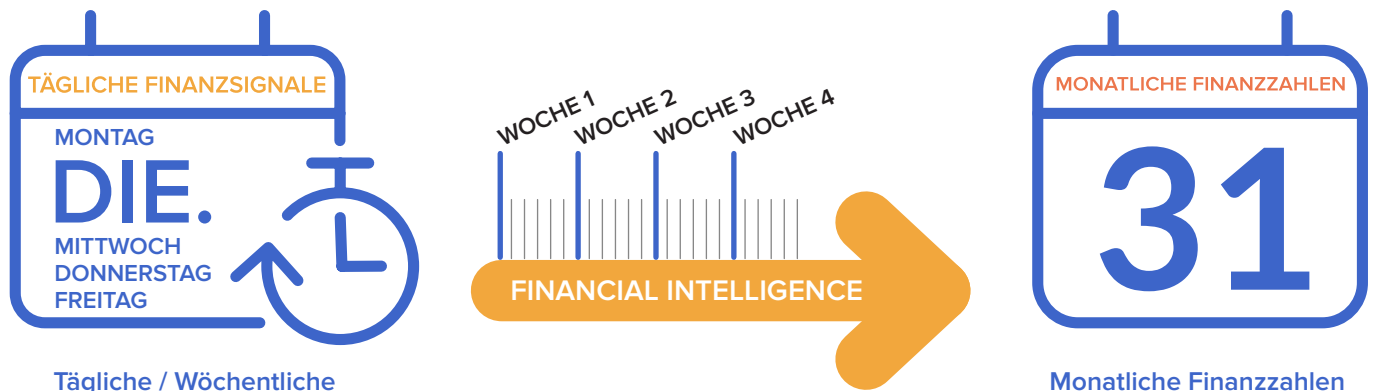 TÄGLICHE FINANZSIGNALE
MONTAG
DIE.
MITTWOCH
DONNERSTAG
FREITAG
Tägliche / Wöchentliche
WOCHE 1
WOCHE 2
WOCHE 3
WOCHE 4
FINANCIAL INTELLIGENCE
MONATLICHE FINANZZAHLEN
31
Monatliche Finanzzahlen